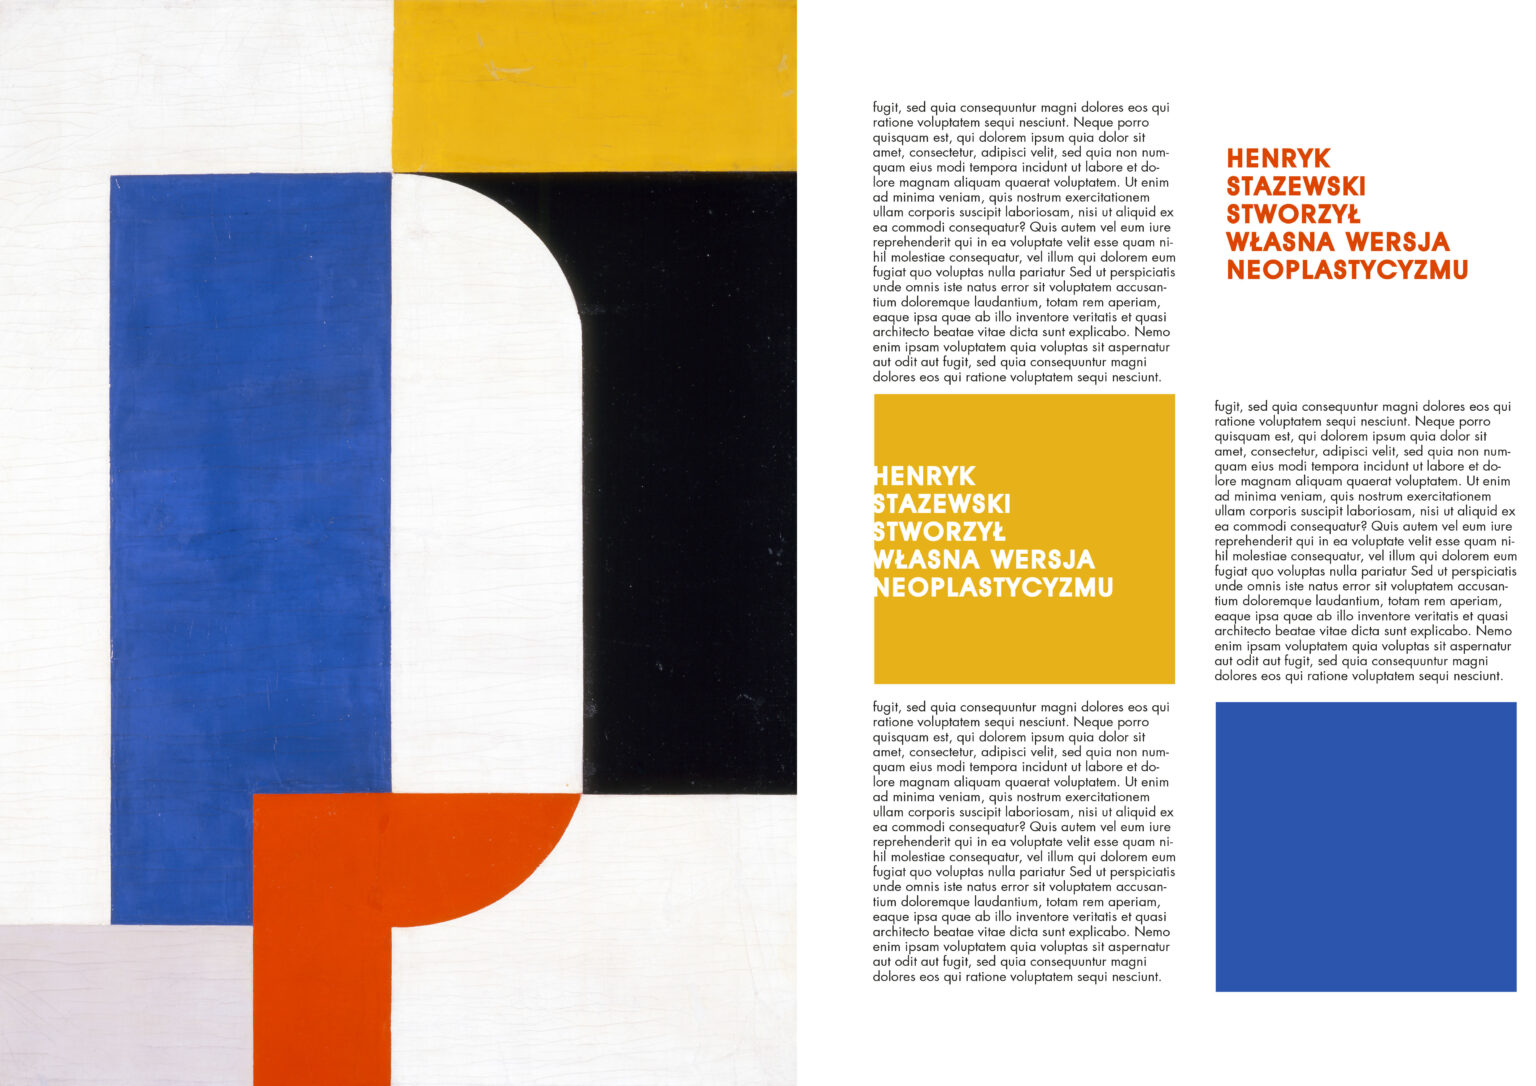 fugit, sed quia consequuntur magni dolores eos qui
ratione voluptatem sequi nesciunt. Neque porro
quisquam est, qui dolorem ipsum quia dolor sit
amet, consectetur, adipisci velit, sed quia non num-
quam eius modi tempora incidunt ut labore et do-
lore magnam aliquam quaerat voluptatem. Ut enim
ad minima veniam, quis nostrum exercitationem
ullam corporis suscipit laboriosam, nisi ut aliquid ex
ea commodi consequatur? Quis autem vel eum iure
reprehenderit qui in ea voluptate velit esse quam ni-
hil molestiae consequatur, vel illum qui dolorem eum
fugiat quo voluptas nulla pariatur Sed ut perspiciatis
unde omnis iste natus error sit voluptatem accusan-
tium doloremque laudantium, totam rem aperiam,
eaque ipsa quae ab illo inventore veritatis et quasi
architecto beatae vitae dicta sunt explicabo. Nemo
enim ipsam voluptatem quia voluptas sit aspernatur
aut odit aut fugit, sed quia consequuntur magni
dolores eos qui ratione voluptatem sequi nesciunt.
HENRYK
STAZEWSKI
STWORZYŁ
WŁASNA WERSJA
NEOPLASTYCYZMU
fugit, sed quia consequuntur magni dolores eos qui
ratione voluptatem sequi nesciunt. Neque porro
quisquam est, qui dolorem ipsum quia dolor sit
amet, consectetur, adipisci velit, sed quia non num-
quam eius modi tempora incidunt ut labore et do-
lore magnam aliquam quaerat voluptatem. Ut enim
ad minima veniam, quis nostrum exercitationem
ullam corporis suscipit laboriosam, nisi ut aliquid ex
ea commodi consequatur? Quis autem vel eum iure
reprehenderit qui in ea voluptate velit esse quam ni-
hil molestiae consequatur, vel illum qui dolorem eum
fugiat quo voluptas nulla pariatur Sed ut perspiciatis
unde omnis iste natus error sit voluptatem accusan-
tium doloremque laudantium, totam rem aperiam,
eaque ipsa quae ab illo inventore veritatis et quasi
architecto beatae vitae dicta sunt explicabo. Nemo
enim ipsam voluptatem quia voluptas sit aspernatur
aut odit aut fugit, sed quia consequuntur magni
dolores eos qui ratione voluptatem sequi nesciunt.
HENRYK
STAZEWSKI
STWORZYŁ
WŁASNA WERSJA
NEOPLASTYCYZMU
fugit, sed quia consequuntur magni dolores eos qui
ratione voluptatem sequi nesciunt. Neque porro
quisquam est, qui dolorem ipsum quia dolor sit
amet, consectetur, adipisci velit, sed quia non num-
quam eius modi tempora incidunt ut labore et do-
lore magnam aliquam quaerat voluptatem. Ut enim
ad minima veniam, quis nostrum exercitationem
ullam corporis suscipit laboriosam, nisi ut aliquid ex
ea commodi consequatur? Quis autem vel eum iure
reprehenderit qui in ea voluptate velit esse quam ni-
hil molestiae consequatur, vel illum qui dolorem eum
fugiat quo voluptas nulla pariatur Sed ut perspiciatis
unde omnis iste natus error sit voluptatem accusan-
tium doloremque laudantium, totam rem aperiam,
eaque ipsa quae ab illo inventore veritatis et quasi
architecto beatae vitae dicta sunt explicabo. Nemo
enim ipsam voluptatem quia voluptas sit aspernatur
aut odit aut fugit, sed quia consequuntur magni
dolores eos qui ratione voluptatem sequi nesciunt.